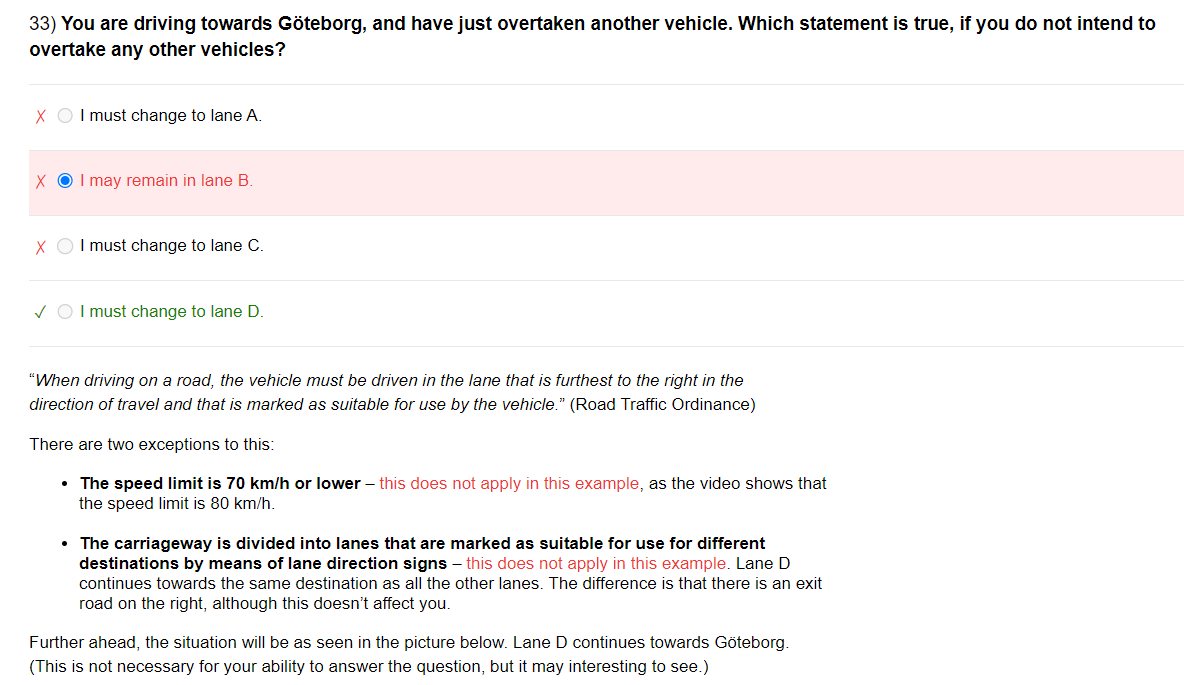 33) You are driving towards Göteborg, and have just overtaken another vehicle. Which statement is true, if you do not intend to
overtake any other vehicles?
✗ I must change to lane A.
✗ I may remain in lane B.
✗ I must change to lane C.
✓ I must change to lane D.
“When driving on a road, the vehicle must be driven in the lane that is furthest to the right in the
direction of travel and that is marked as suitable for use by the vehicle.” (Road Traffic Ordinance)
There are two exceptions to this:
• The speed limit is 70 km/h or lower – this does not apply in this example, as the video shows that
the speed limit is 80 km/h.
• The carriageway is divided into lanes that are marked as suitable for use for different
destinations by means of lane direction signs – this does not apply in this example. Lane D
continues towards the same destination as all the other lanes. The difference is that there is an exit
road on the right, although this doesn’t affect you.
Further ahead, the situation will be as seen in the picture below. Lane D continues towards Göteborg.
(This is not necessary for your ability to answer the question, but it may interesting to see.)